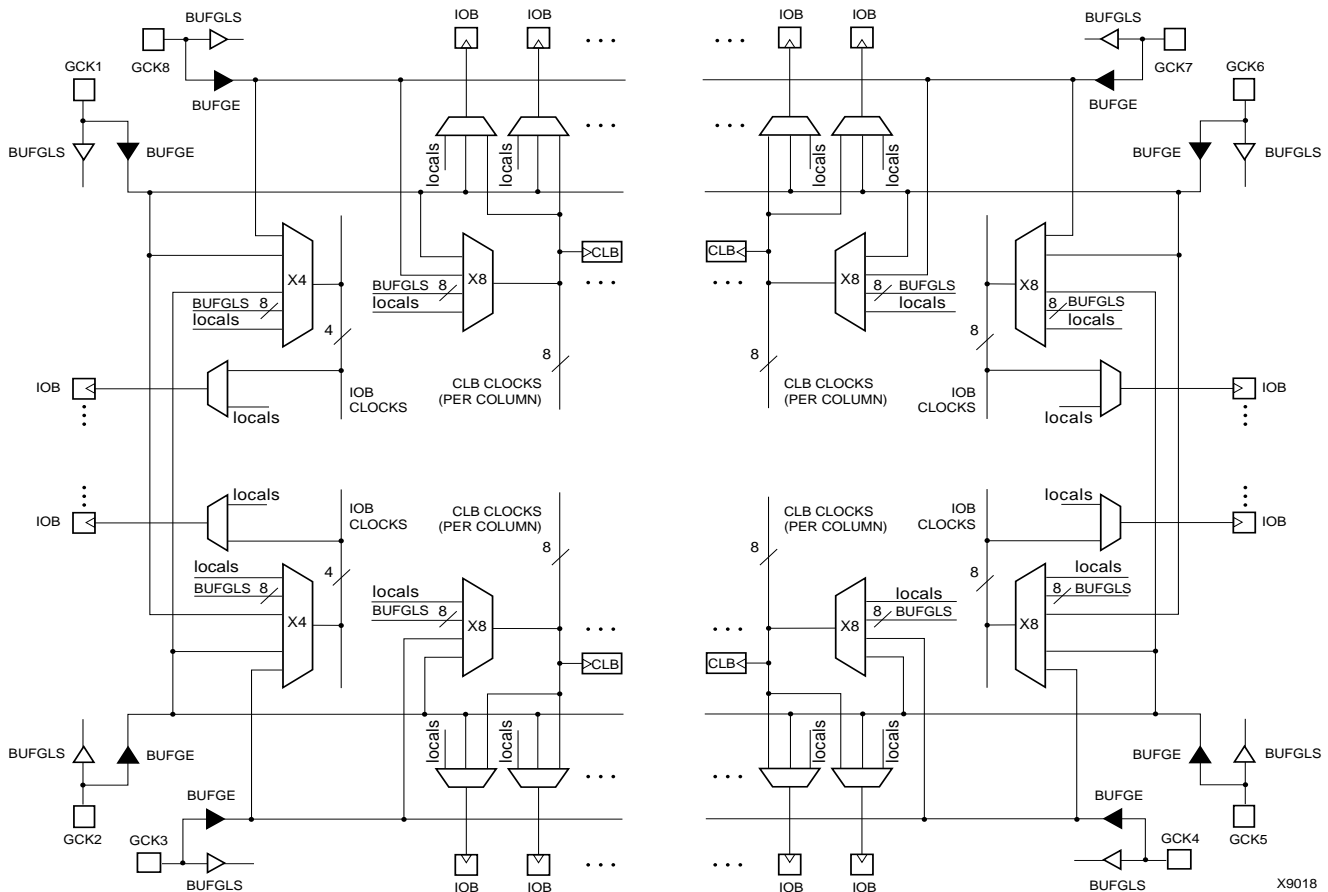 BUFGLS
IOB
IOB
IOB
IOB
BUFGLS
GCK8
GCK7
GCK1
GCK6
BUFGE
BUFGE
BUFGLS
BUFGE
BUFGE
BUFGLS
locals
locals
locals
locals
CLB
CLB
X4
X8
X8
X8
BUFGLS 8
locals
BUFGLS 8
locals
8 BUFGLS
locals
8 BUFGLS
locals
4
8
8
8
IOB
IOB CLOCKS
CLB CLOCKS
(PER COLUMN)
CLB CLOCKS
(PER COLUMN)
IOB
CLOCKS
IOB
locals
locals
locals
locals
IOB
IOB
CLOCKS
CLB CLOCKS
(PER COLUMN)
CLB CLOCKS
(PER COLUMN)
IOB
CLOCKS
IOB
8
8
locals
BUFGLS 8
4
locals
BUFGLS 8
locals
8 BUFGLS
8
locals
8 BUFGLS
X4
X8
X8
X8
CLB
CLB
locals
locals
locals
locals
BUFGLS
BUFGE
BUFGE
BUFGLS
BUFGE
BUFGE
GCK2
GCK3
GCK4
GCK5
BUFGLS
IOB
IOB
IOB
IOB
BUFGLS
X9018